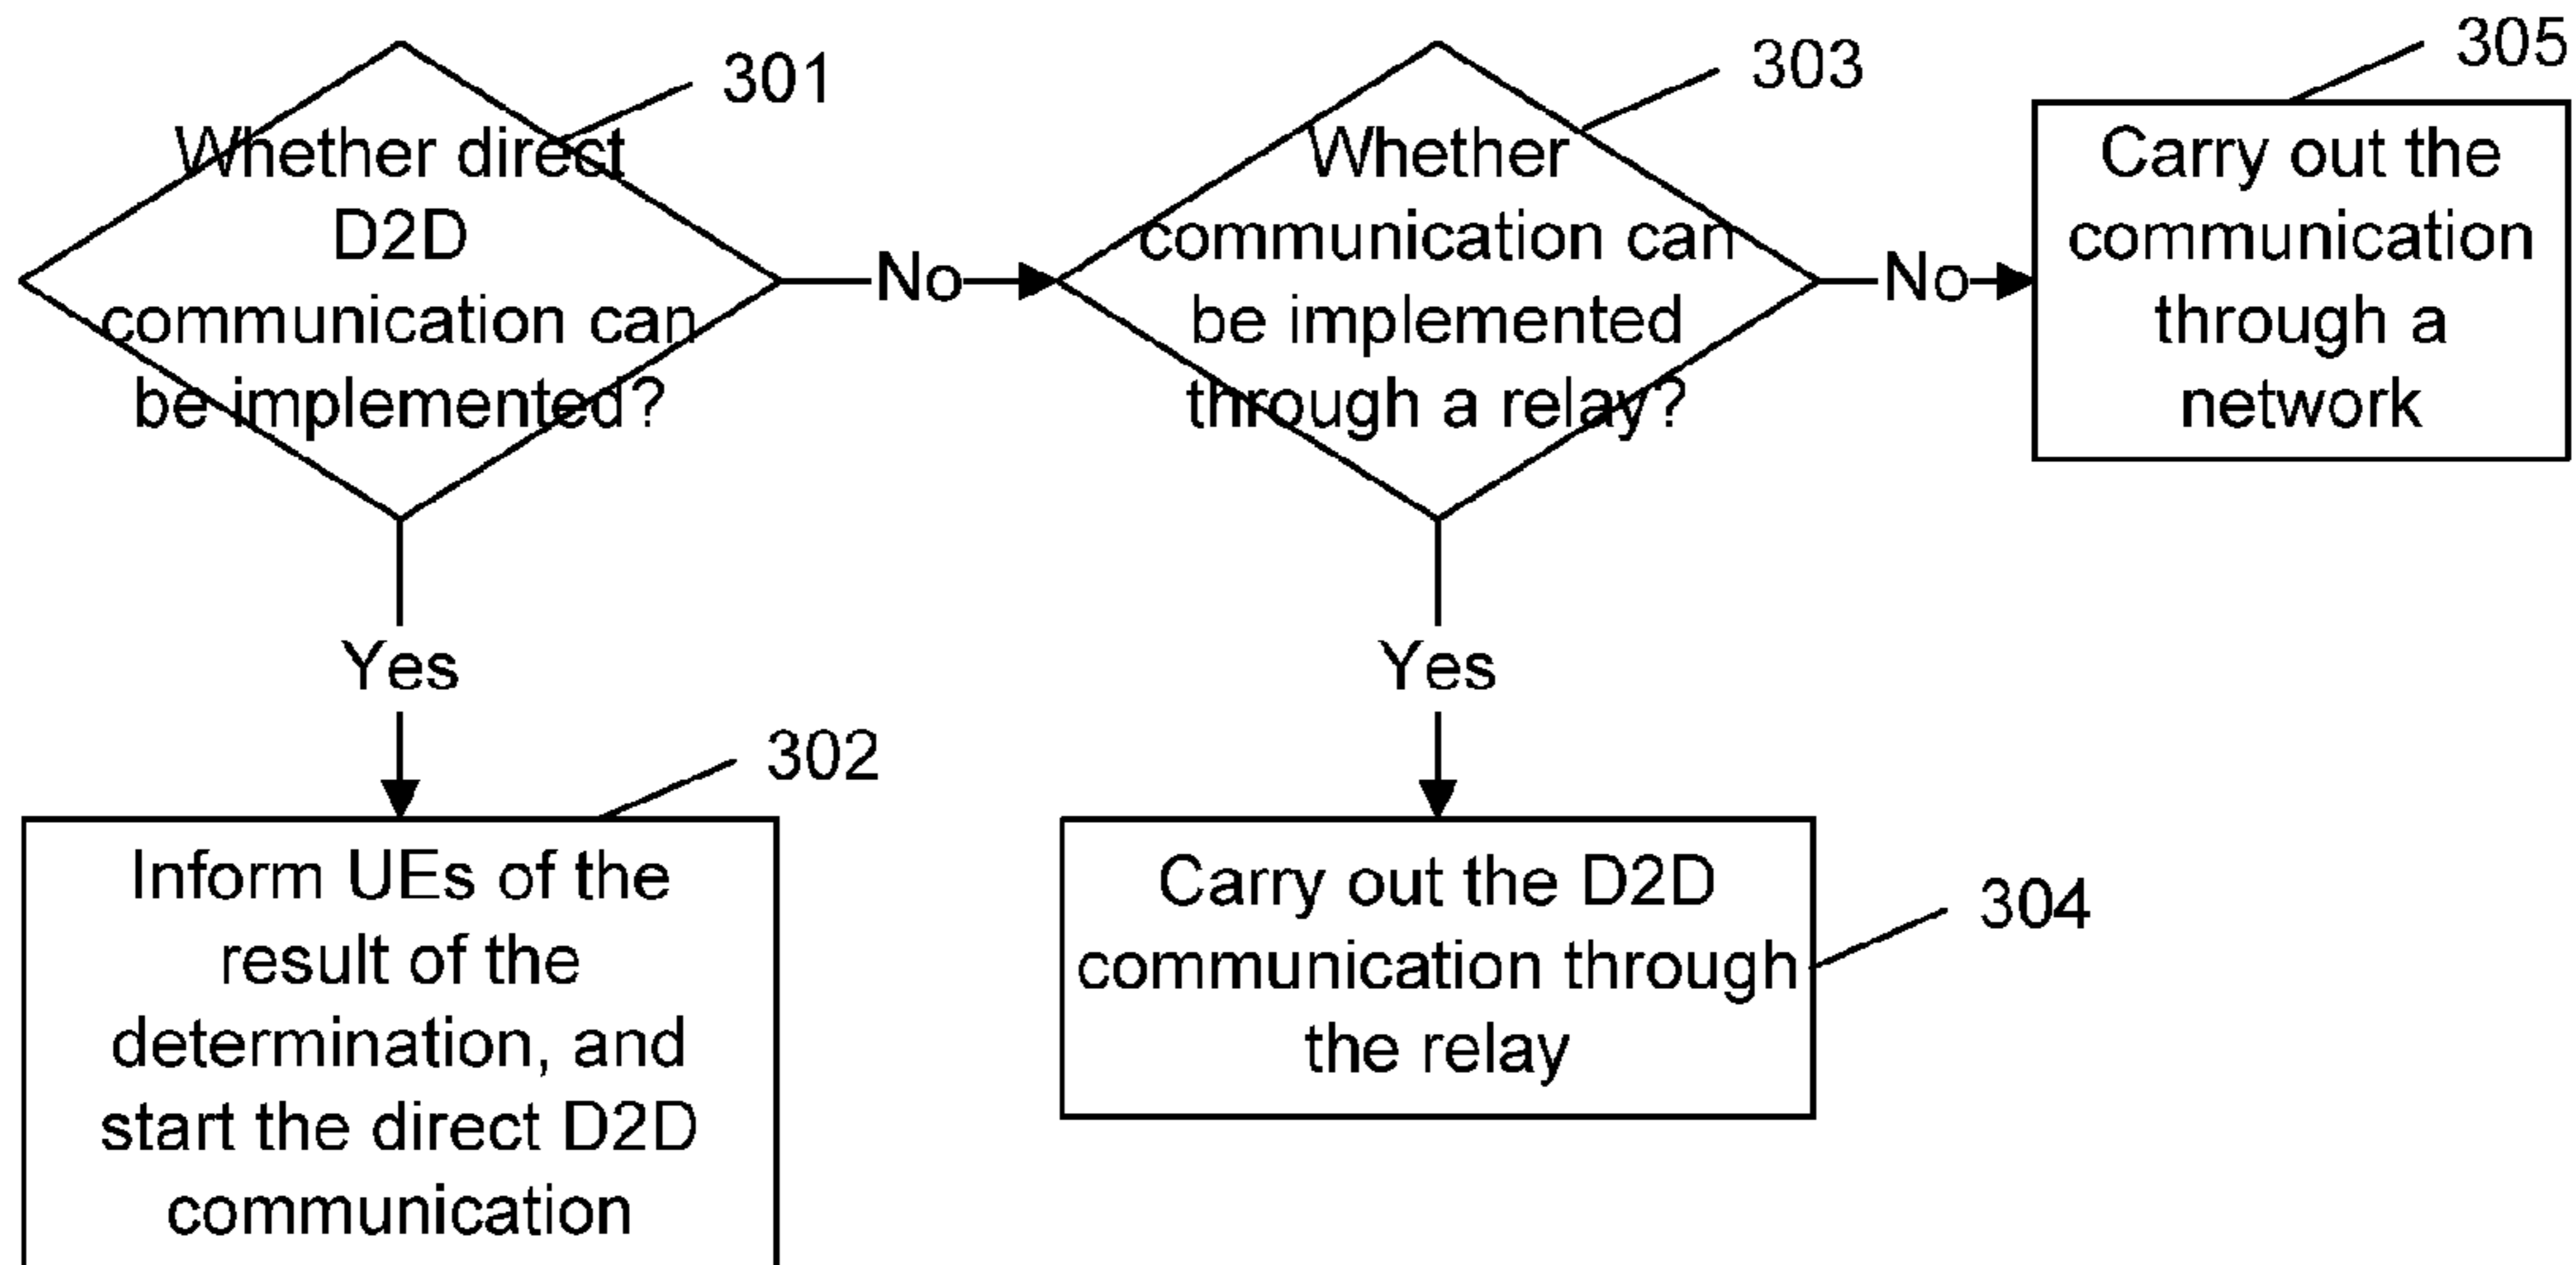 301
Whether direct
D2D
communication can
be implemented?
No
303
Whether
communication can
be implemented
through a relay?
No
305
Carry out the
communication
through a
network
Yes
302
Inform UEs of the
result of the
determination, and
start the direct D2D
communication
Yes
Carry out the D2D
communication through
the relay
304